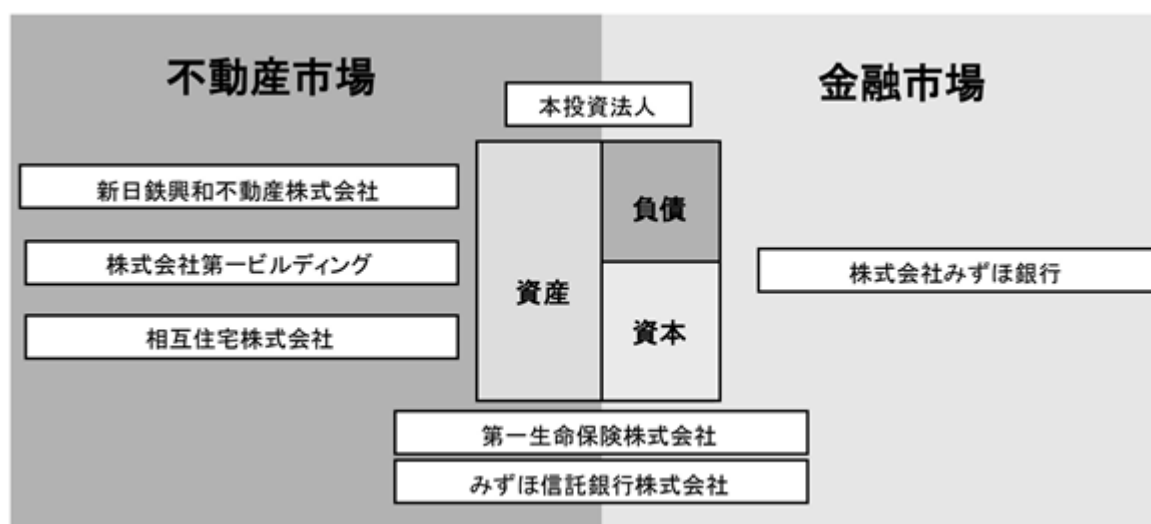 不動産市場
金融市場
本投資法人
新日鉄興和不動産株式会社
株式会社第一ビルディング
相互住宅株式会社
資産
負債
資本
株式会社みずほ銀行
第一生命保険株式会社
みずほ信託銀行株式会社